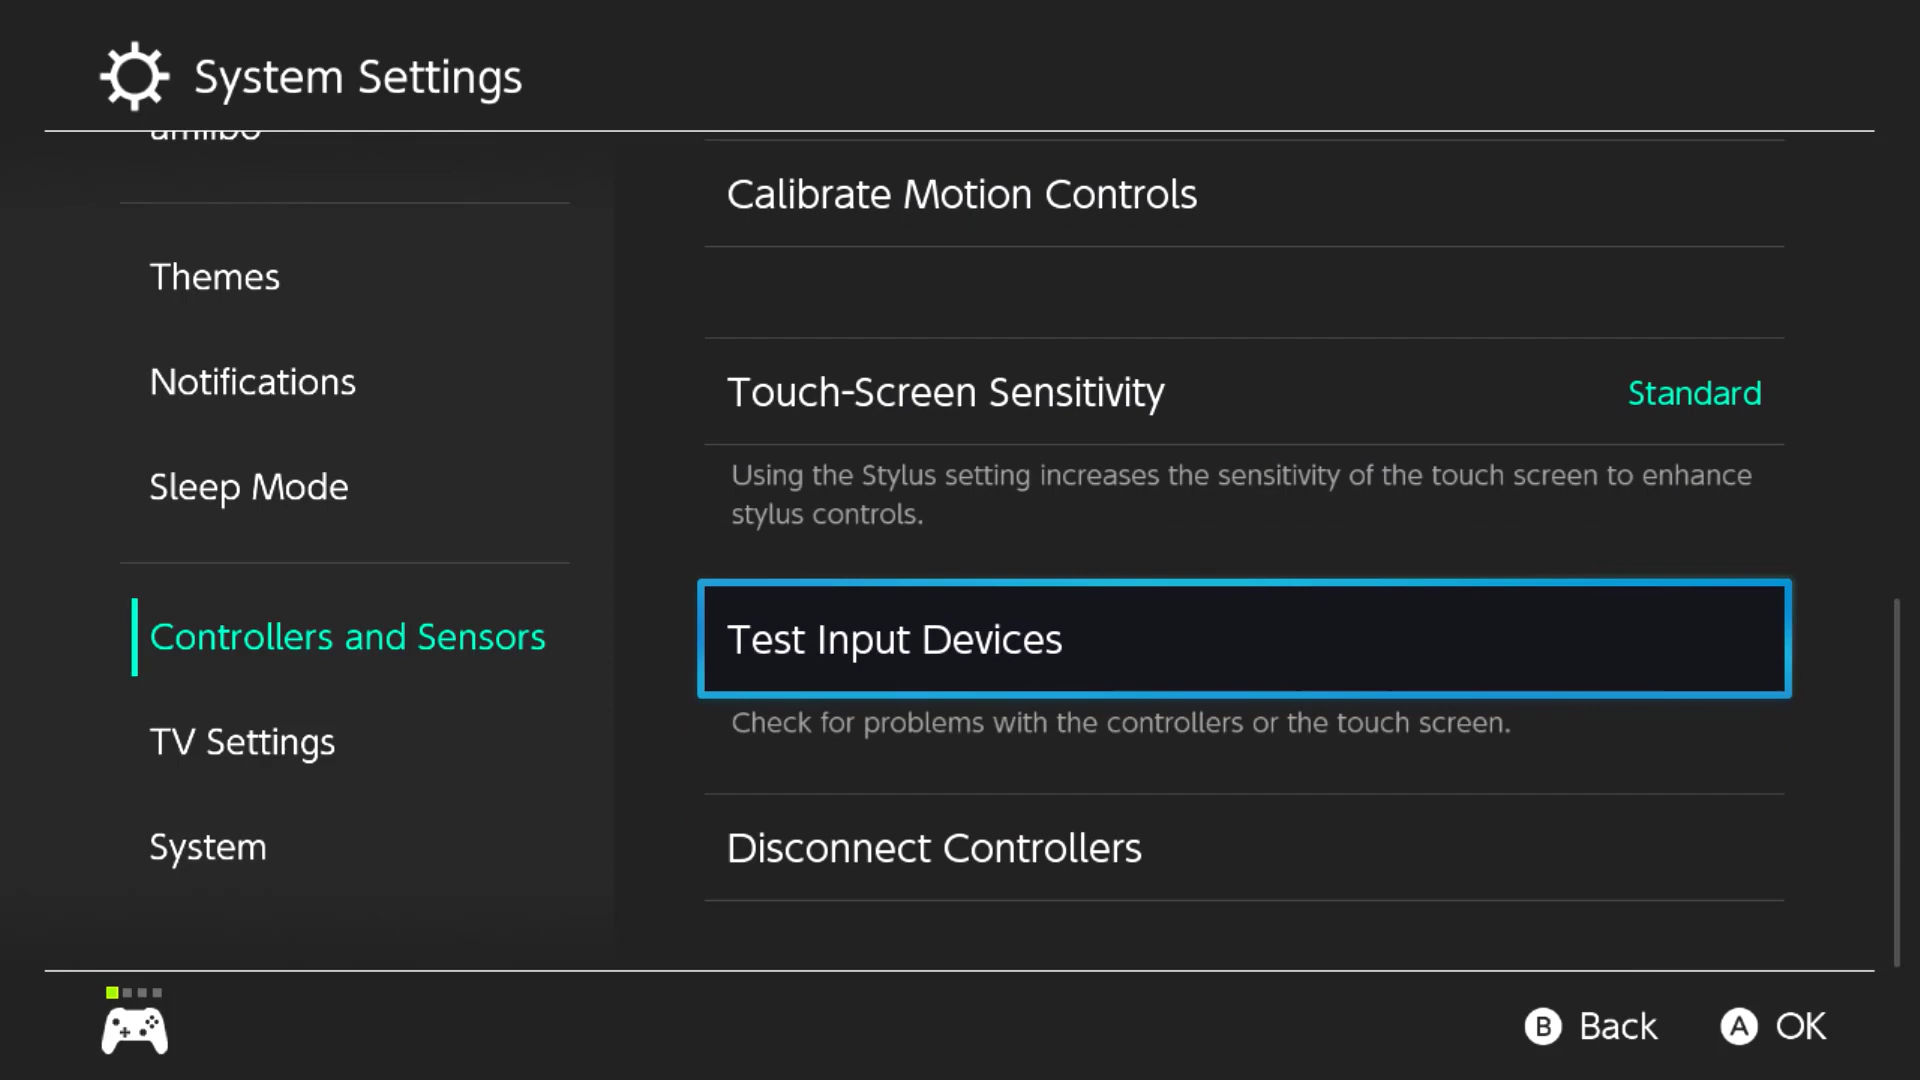 System Settings
amiibo
Themes
Notifications
Sleep Mode
Controllers and Sensors
TV Settings
System
Calibrate Motion Controls
Touch-Screen Sensitivity Standard
Using the Stylus setting increases the sensitivity of the touch screen to enhance
stylus controls.
Test Input Devices
Check for problems with the controllers or the touch screen.
Disconnect Controllers
B Back A OK